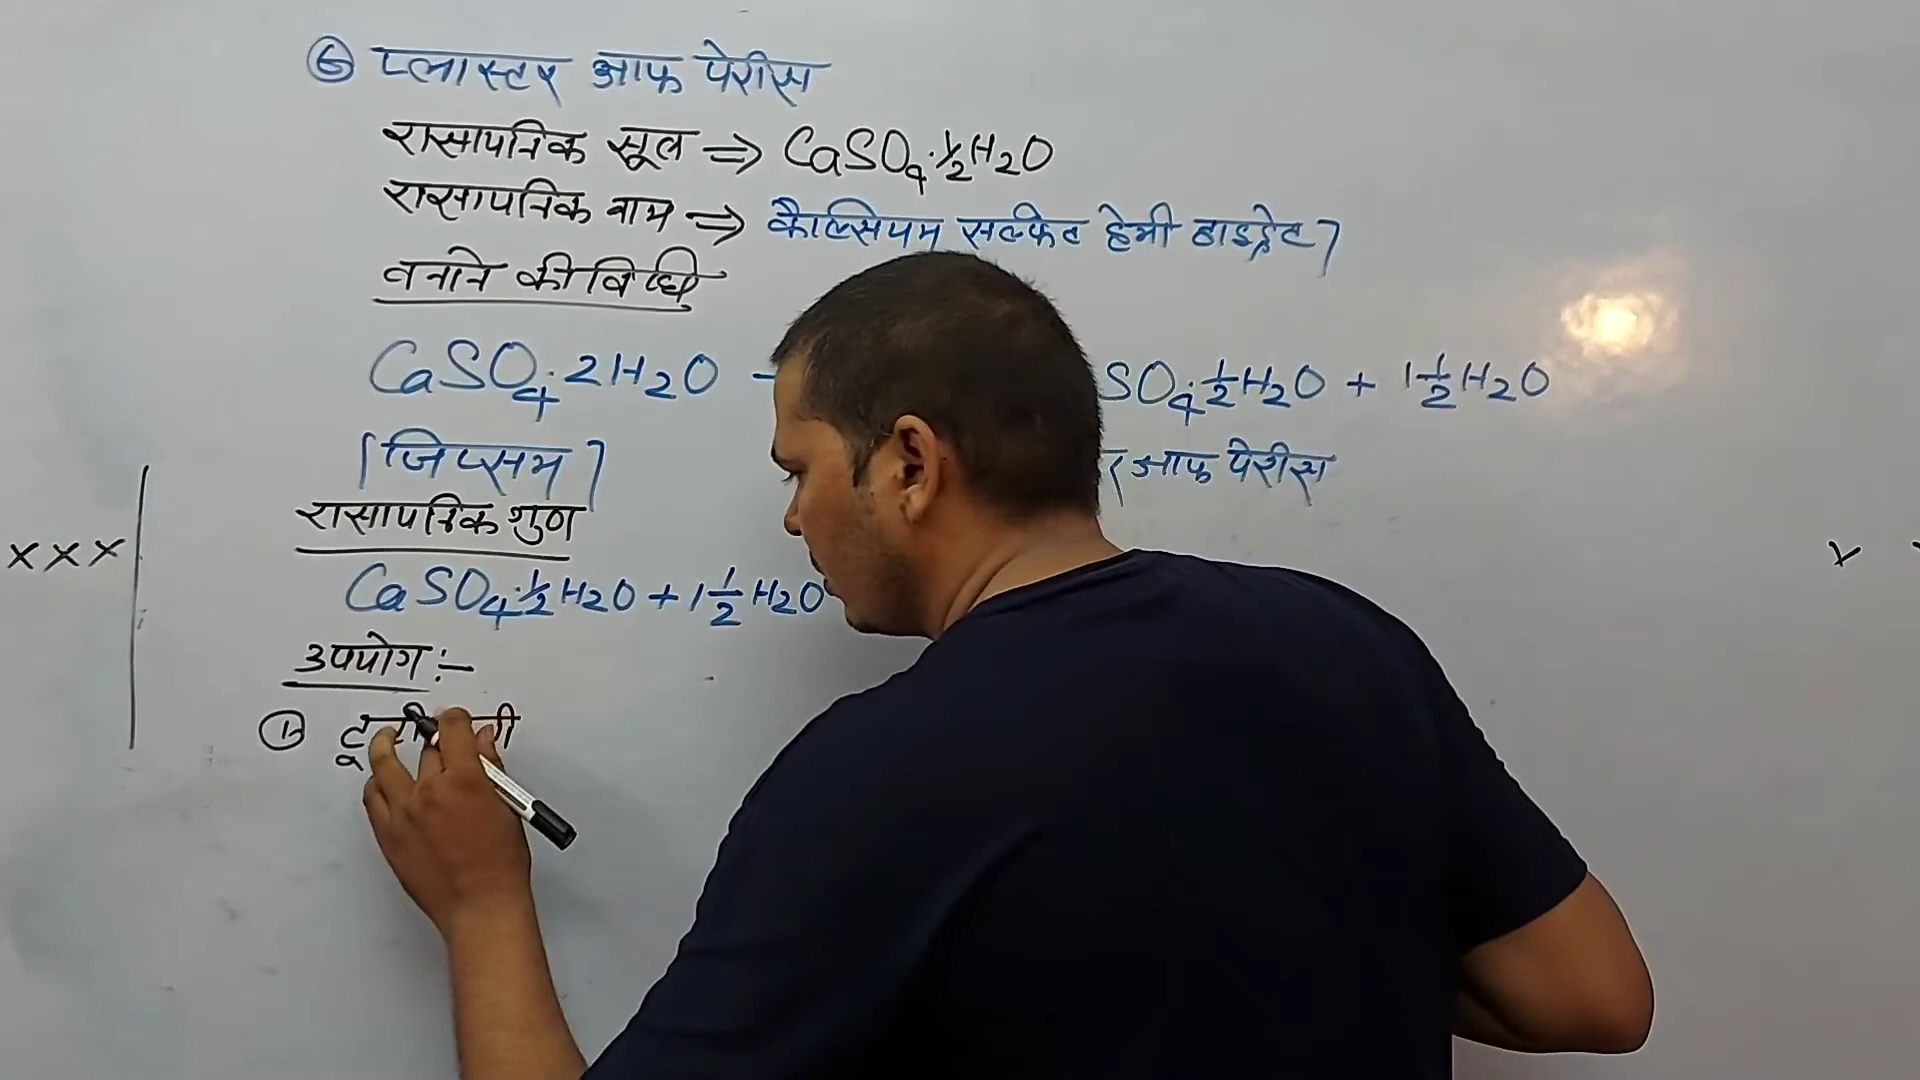 ⑥ प्लास्टर आफ पेरीस
रासायनिक सूत्र ⇒ CaSO₄.½H₂O
रासायनिक नाम ⇒ कैल्सियम सल्फेट हेमी हाइड्रेट
बनाने की विधि
CaSO₄.2H₂O - SO₄.½H₂O + 1½H₂O
[जिप्सम] आफ पेरीस
रासायनिक गुण
CaSO₄.½H₂O + 1½H₂O
xxx
उपयोग :-
①